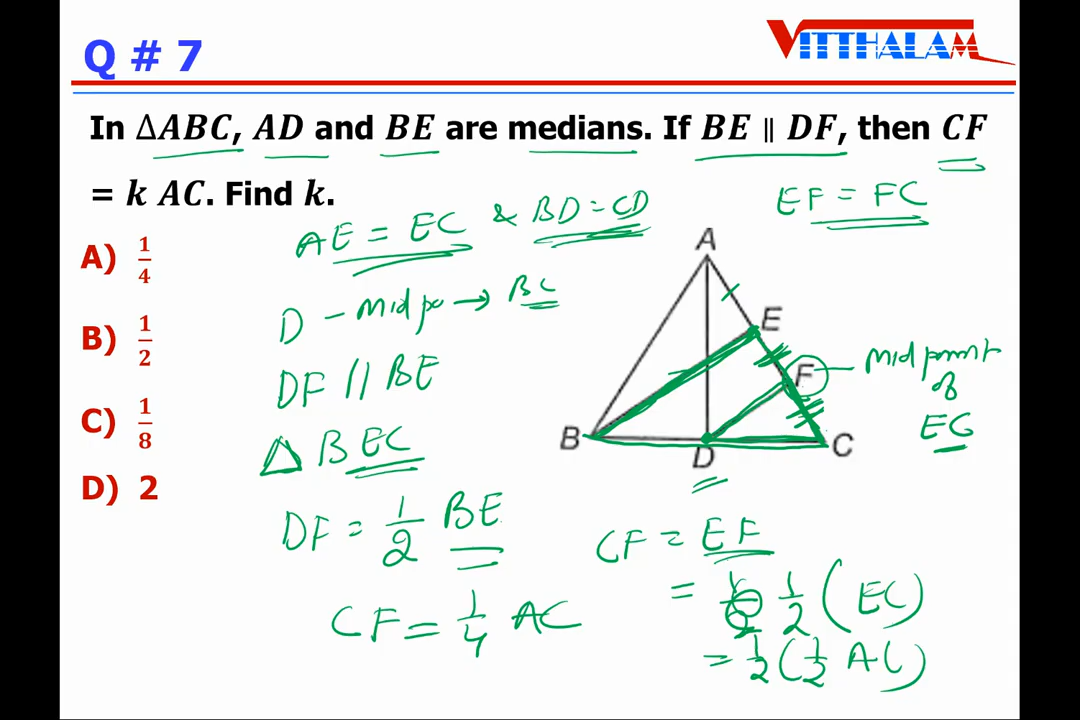 Q # 7
VITTHALAM
In ΔABC, AD and BE are medians. If BE ∥ DF, then CF
= k AC. Find k.
A) 1/4
B) 1/2
C) 1/8
D) 2
AE = EC & BD = CD
EF = FC
D - Mid po → BC
DF // BE
Δ BEC
DF = 1/2 BE
CF = 1/4 AC
A
E
F
B
D
C
Mid point
of
EC
CF = EF
= 1/2 (EC)
= 1/2 (1/2 AC)